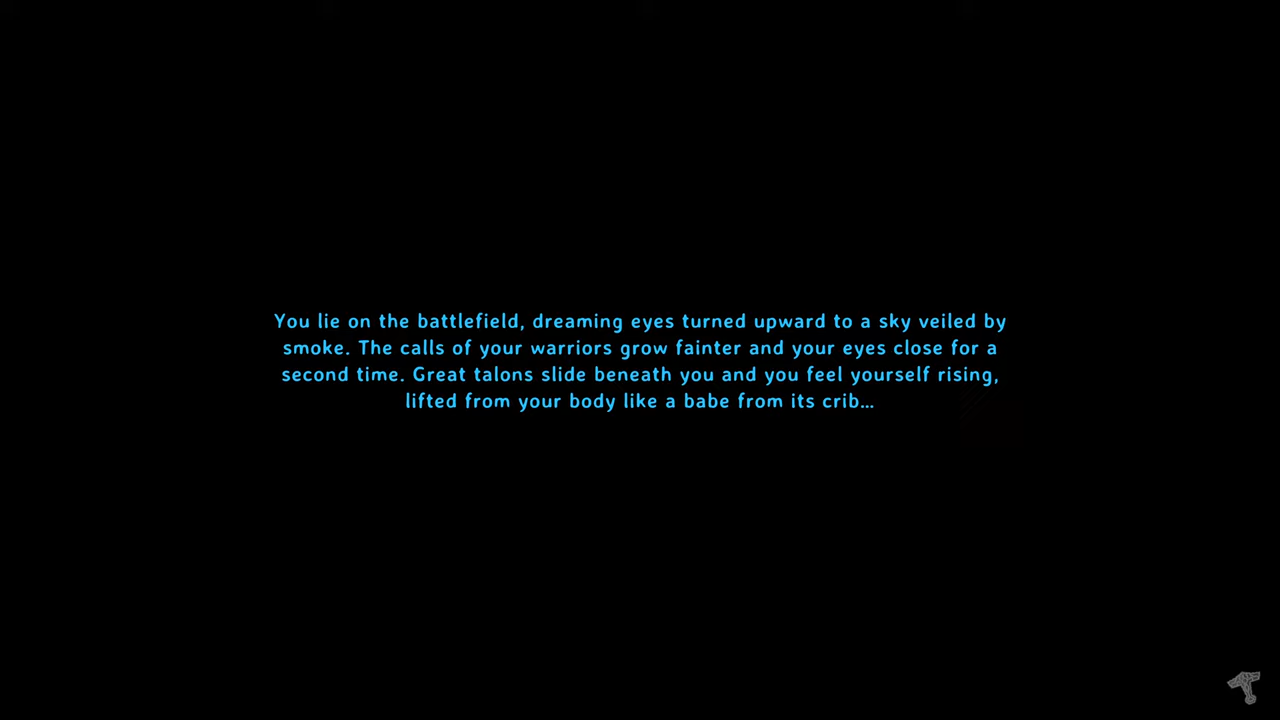 You lie on the battlefield, dreaming eyes turned upward to a sky veiled by
smoke. The calls of your warriors grow fainter and your eyes close for a
second time. Great talons slide beneath you and you feel yourself rising,
lifted from your body like a babe from its crib...